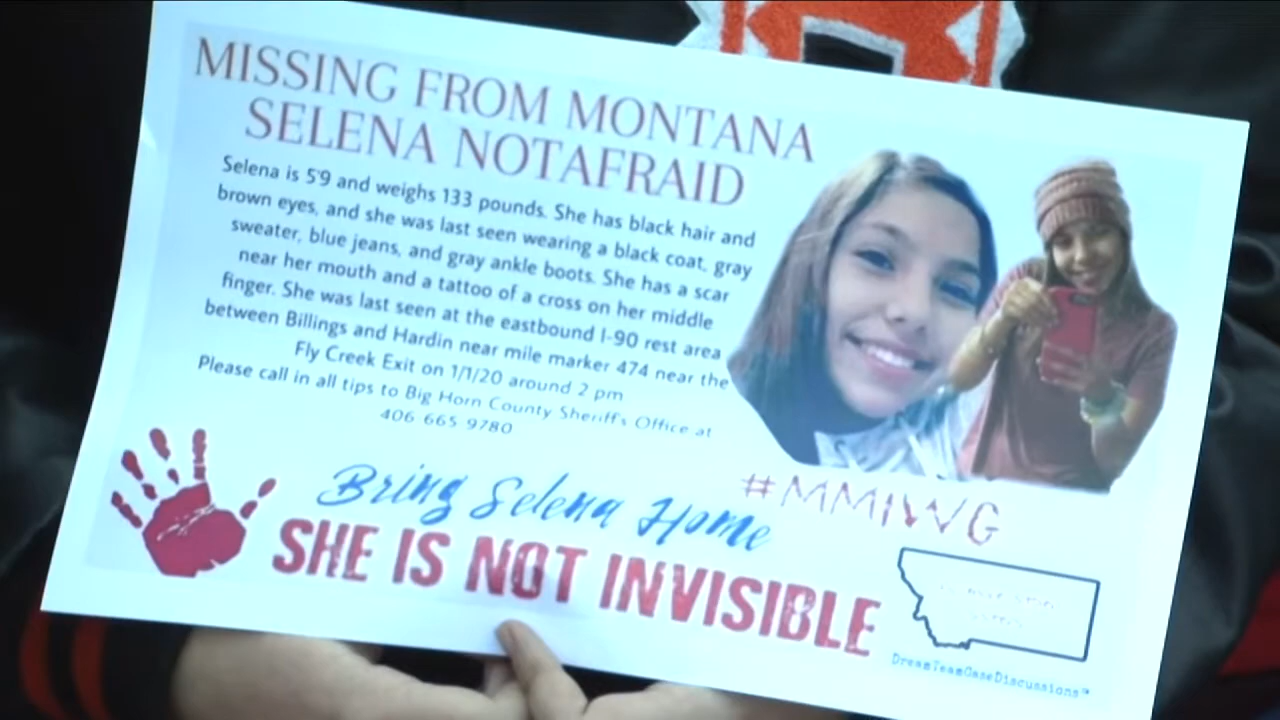 MISSING FROM MONTANA
SELENA NOTAFRAID
Selena is 5'9 and weighs 133 pounds. She has black hair and
brown eyes, and she was last seen wearing a black coat, gray
sweater, blue jeans, and gray ankle boots. She has a scar
near her mouth and a tattoo of a cross on her middle
finger. She was last seen at the eastbound I-90 rest area
between Billings and Hardin near mile marker 474 near the
Fly Creek Exit on 1/1/20 around 2 pm
Please call in all tips to Big Horn County Sheriff's Office at
406 665 9780
#MMIWG
Bring Selena Home
SHE IS NOT INVISIBLE
DreamTeamCaseDiscussions™